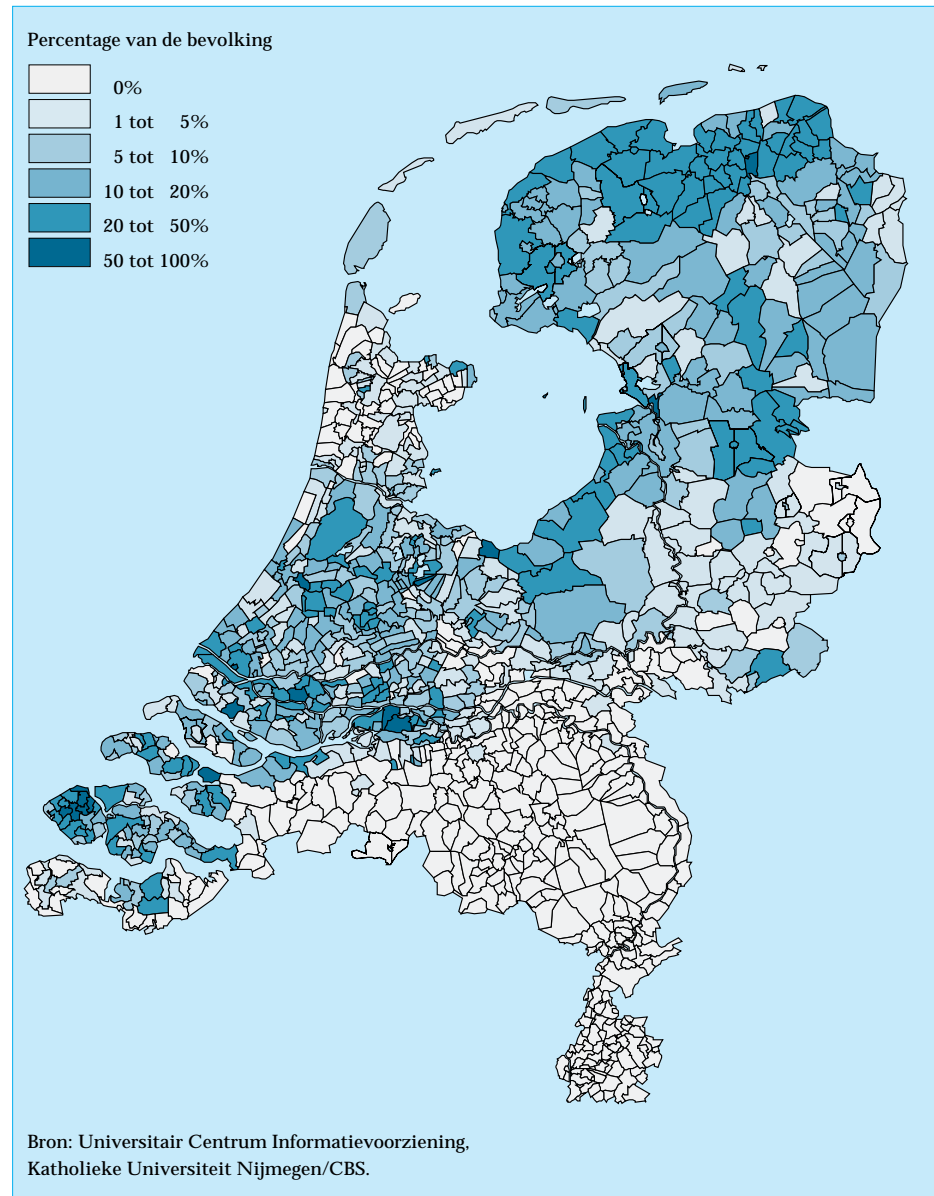 Percentage van de bevolking
0%
1 tot 5%
5 tot 10%
10 tot 20%
20 tot 50%
50 tot 100%
Bron: Universitair Centrum Informatievoorziening,
Katholieke Universiteit Nijmegen/CBS.